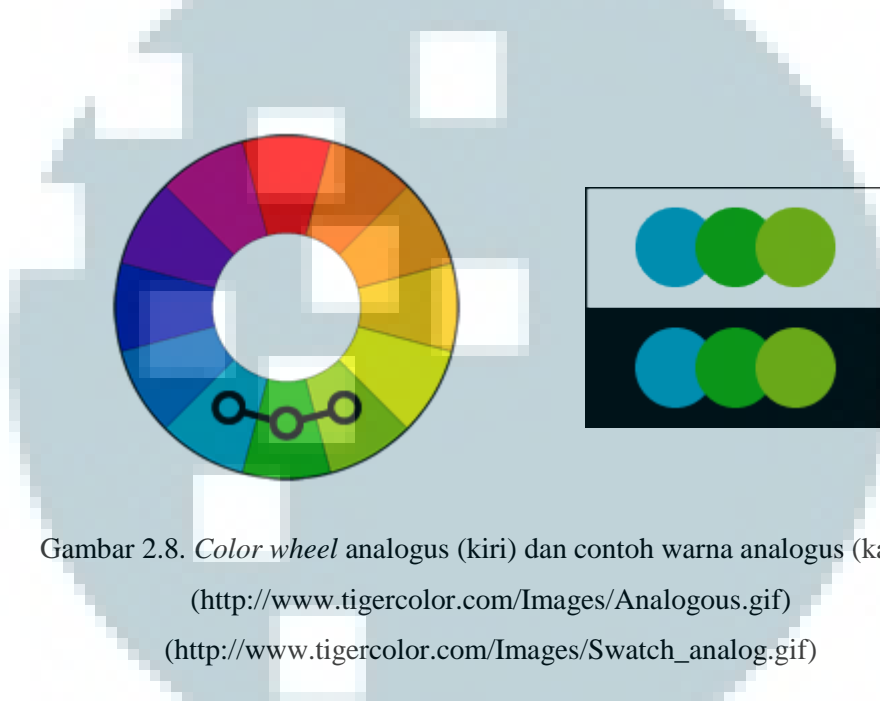 Gambar 2.8. Color wheel analogus (kiri) dan contoh warna analogus
(http://www.tigercolor.com/Images/Analogous.gif)
(http://www.tigercolor.com/Images/Swatch_analog.gif)